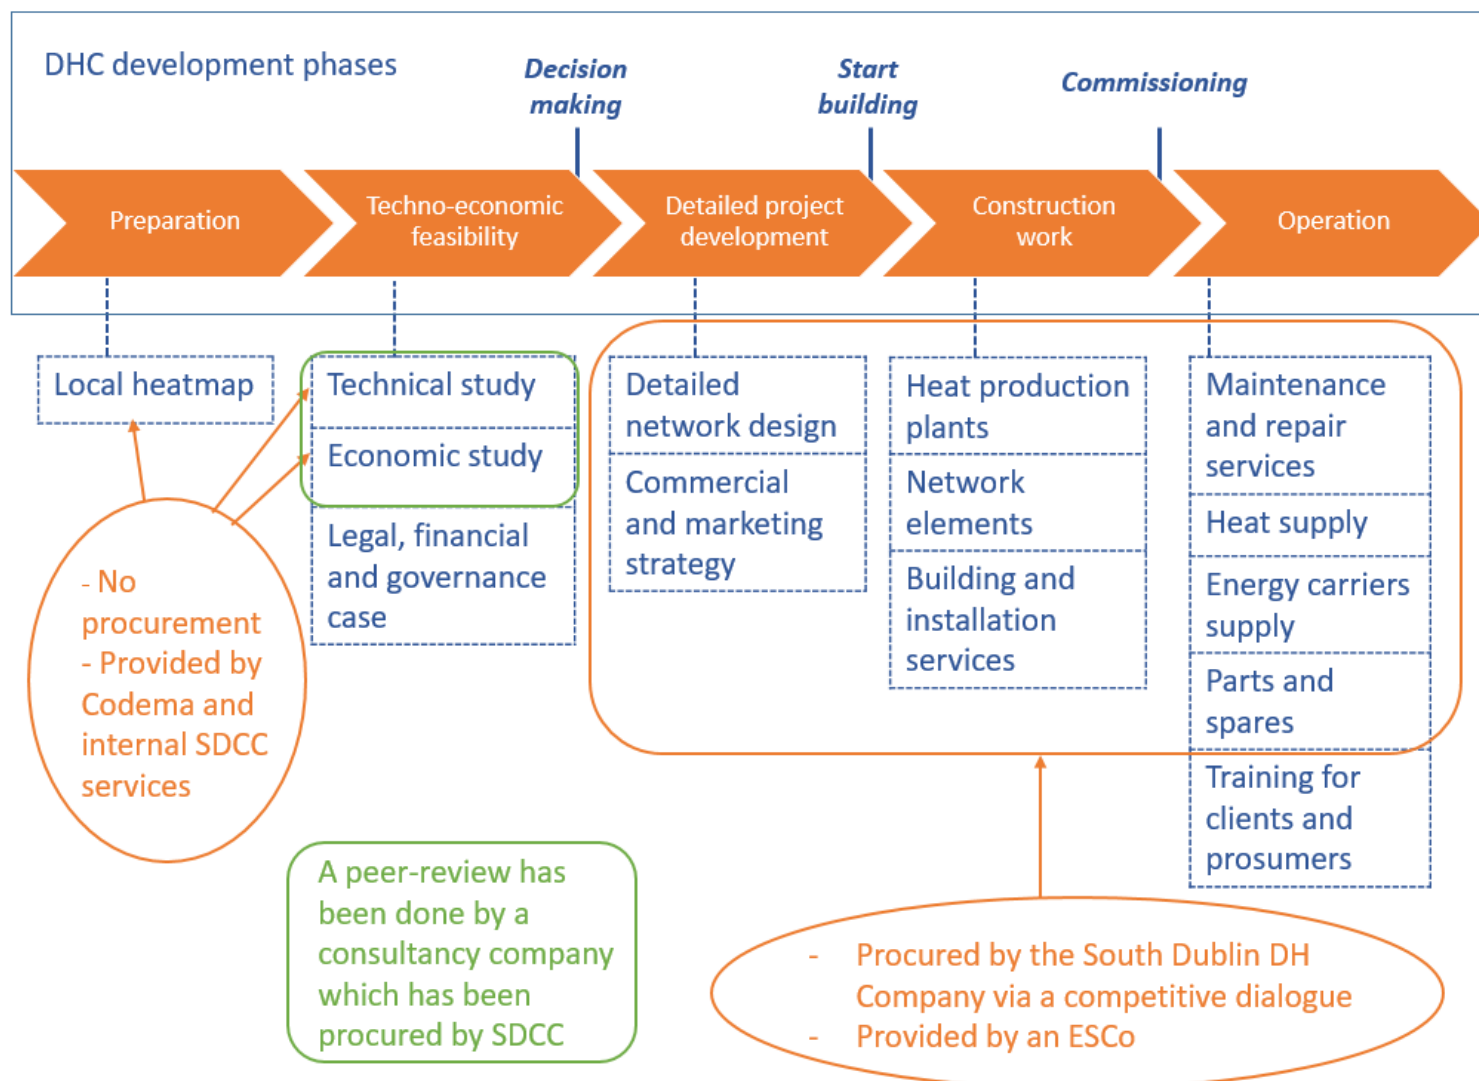 DHC development phases
Decision
making
Start
building
Commissioning
Preparation
Techno-economic
feasibility
Detailed project
development
Construction
work
Operation
Local heatmap
Technical study
Economic study
Legal, financial
and governance
case
Detailed
network design
Commercial
and marketing
strategy
Heat production
plants
Network
elements
Building and
installation
services
Maintenance
and repair
services
Heat supply
Energy carriers
supply
Parts and
spares
Training for
clients and
prosumers
- No
procurement
- Provided by
Codema and
internal SDCC
services
A peer-review has
been done by a
consultancy company
which has been
procured by SDCC
- Procured by the South Dublin DH
Company via a competitive dialogue
- Provided by an ESCo